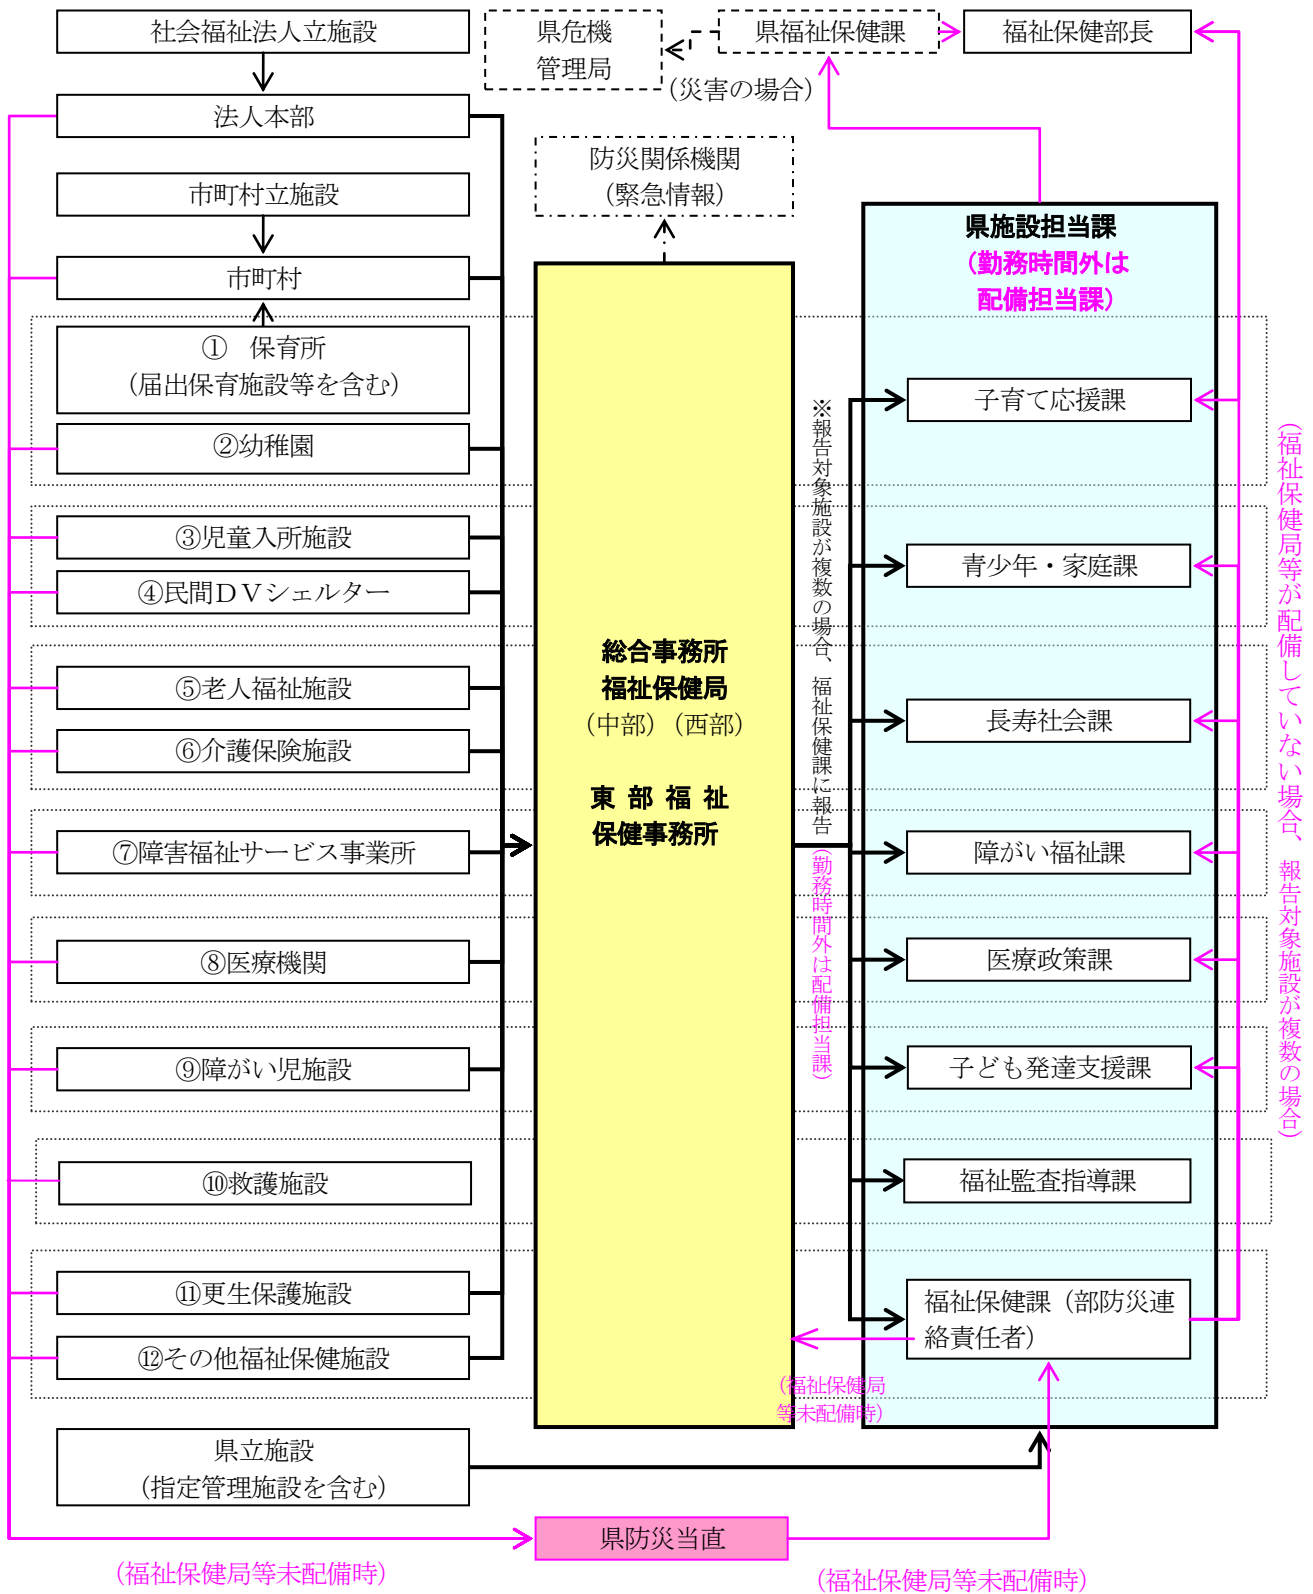 社会福祉法人立施設
法人本部
市町村立施設
市町村
① 保育所
（届出保育施設等を含む）
②幼稚園
③児童入所施設
④民間ＤＶシェルター
⑤老人福祉施設
⑥介護保険施設
⑦障害福祉サービス事業所
⑧医療機関
⑨障がい児施設
⑩救護施設
⑪更生保護施設
⑫その他福祉保健施設
県立施設
（指定管理施設を含む）
（福祉保健局等未配備時）
県危機
管理局
県福祉保健課
福祉保健部長
（災害の場合）
防災関係機関
（緊急情報）
総合事務所
福祉保健局
（中部）（西部）
東部福祉
保健事務所
※報告対象施設が複数の場合、福祉保健課に報告（勤務時間外は配備担当課）
県施設担当課
（勤務時間外は
配備担当課）
子育て応援課
青少年・家庭課
長寿社会課
障がい福祉課
医療政策課
子ども発達支援課
福祉監査指導課
福祉保健課（部防災連
絡責任者）
（福祉保健局
等未配備時）
（福祉保健局等が配備していない場合、報告対象施設が複数の場合）
県防災当直
（福祉保健局等未配備時）